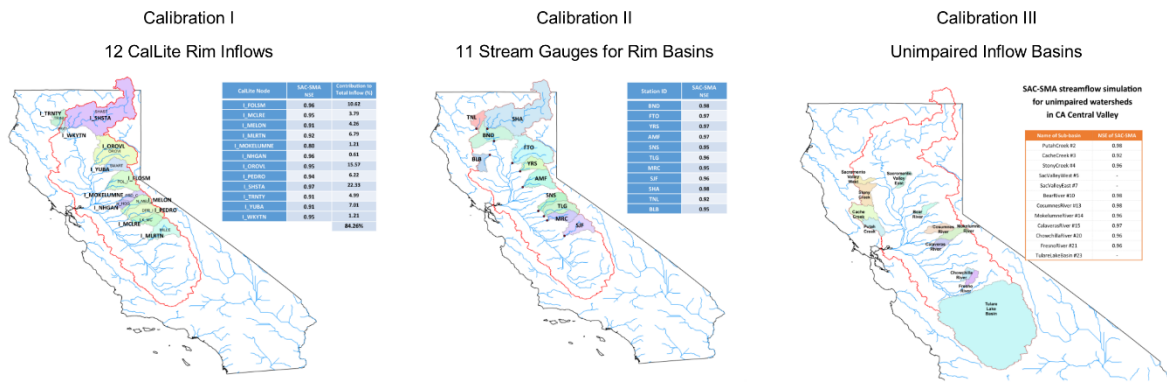 Calibration I
12 CalLite Rim Inflows
CalLite Node SAC-SMA NSE Contribution to Total Inflow (%)
I_FOLSM 0.96 10.62
I_MCLRE 0.95 3.79
I_MELON 0.91 4.26
I_MLRTN 0.92 6.79
I_MOKELUMNE 0.80 1.21
I_NHGAN 0.96 0.61
I_OROVL 0.95 15.57
I_PEDRO 0.94 6.22
I_SHSTA 0.97 22.33
I_TRNTY 0.91 4.99
I_YUBA 0.95 7.01
I_WKYTN 0.95 1.21
84.26%
I_TRNTY
I_SHSTA
I_WKYTN
I_OROVL
I_YUBA
I_FLOSM
I_MOKELUMNE
I_MELON
I_NHGAN
I_PEDRO
I_MCLRE
I_MLRTN
Calibration II
11 Stream Gauges for Rim Basins
Station ID SAC-SMA NSE
BND 0.98
FTO 0.97
YRS 0.97
AMF 0.97
SNS 0.95
TLG 0.96
MRC 0.95
SJF 0.96
SHA 0.98
TNL 0.92
BLB 0.95
TNL
SHA
BND
BLB
FTO
YRS
AMF
SNS
TLG
MRC
SJF
Calibration III
Unimpaired Inflow Basins
SAC-SMA streamflow simulation
for unimpaired watersheds
in CA Central Valley
Name of Sub-basin NSE of SAC-SMA
PutahCreek #2 0.98
CacheCreek #3 0.92
StonyCreek #4 0.96
SacValleyWest #5 -
SacValleyEast #7 -
BearRiver #10 0.98
CosumnesRiver #13 0.98
MokelumneRiver #14 0.96
CalaverasRiver #15 0.97
ChowchillaRiver #20 0.96
FresnoRiver #21 0.96
TulareLakeBasin #23 -
Sacramento
Valley
West
Sacramento
Valley
East
Stony
Creek
Cache
Creek
Putah
Creek
Bear
River
Cosumnes
River
Mokelumne
River
Calaveras
River
Chowchilla
River
Fresno
River
Tulare
Lake
Basin